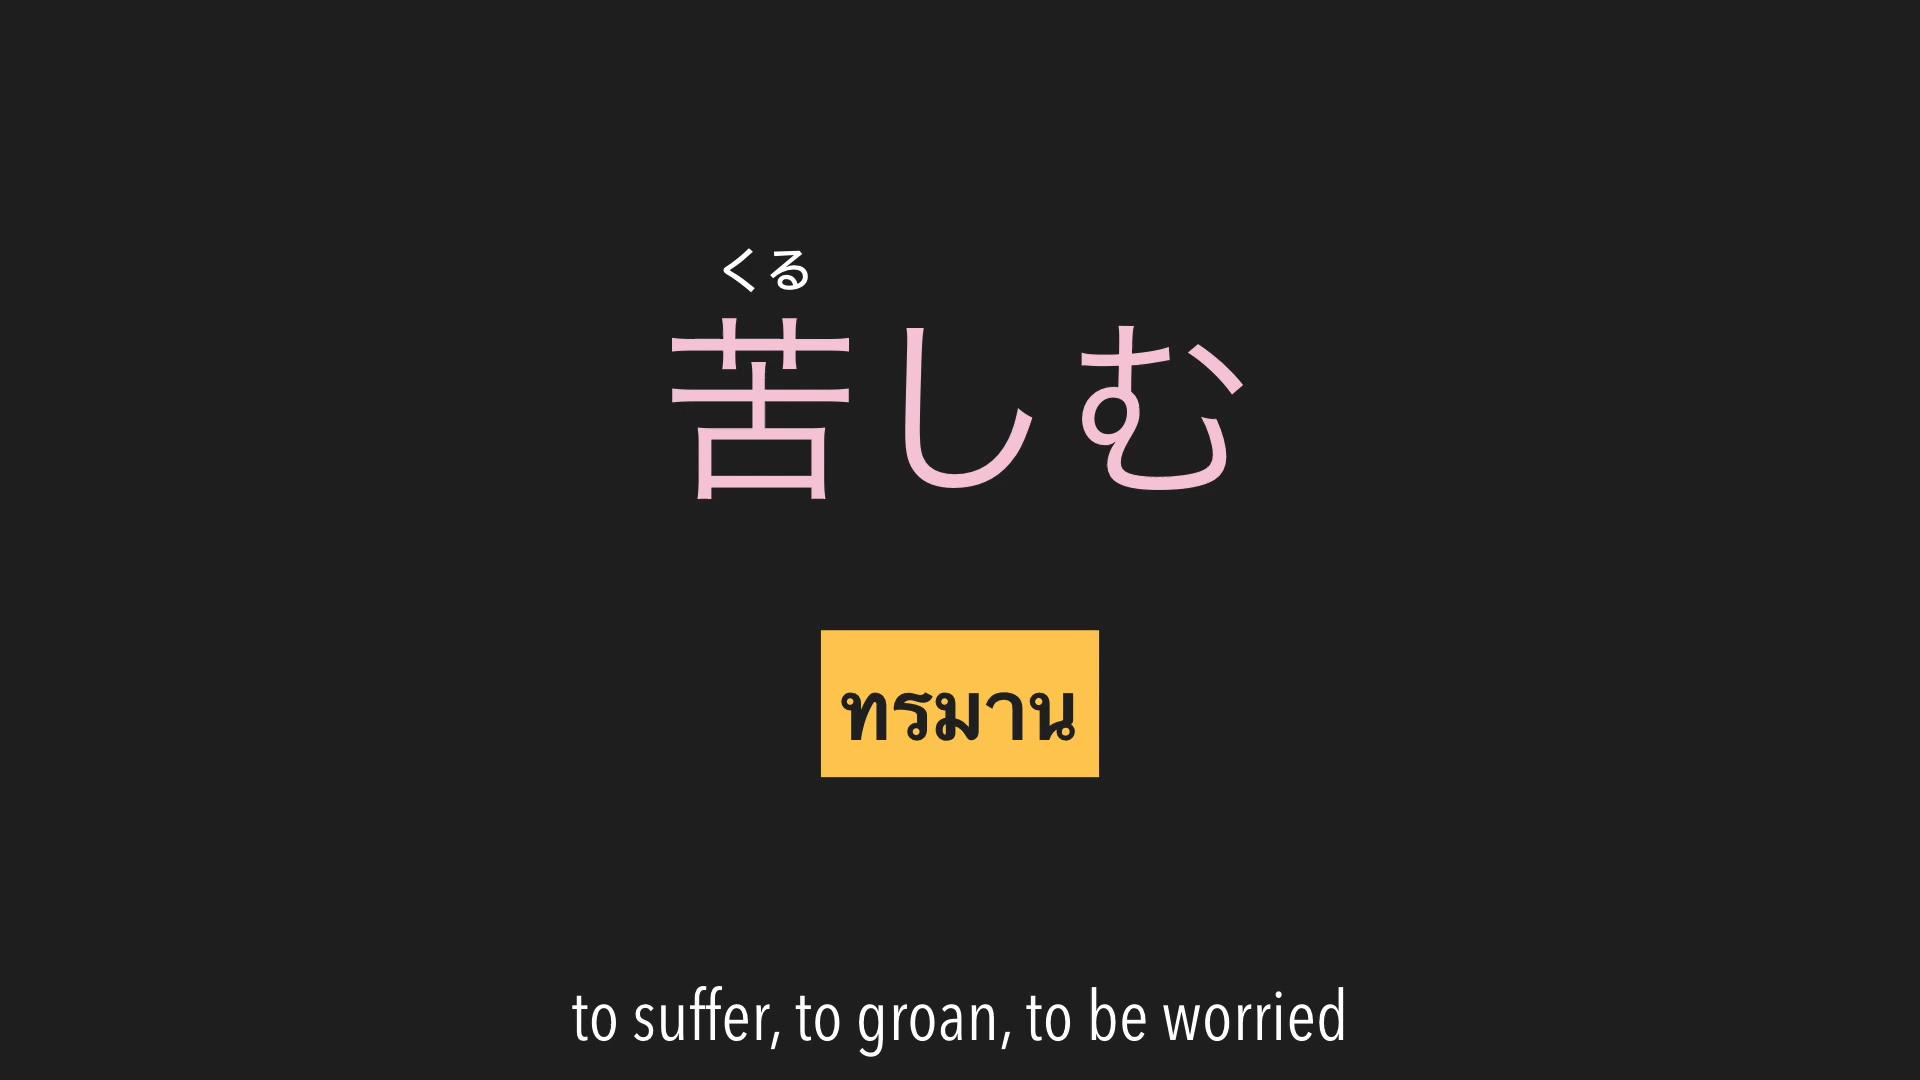 くる
苦しむ
ทรมาน
to suffer, to groan, to be worried